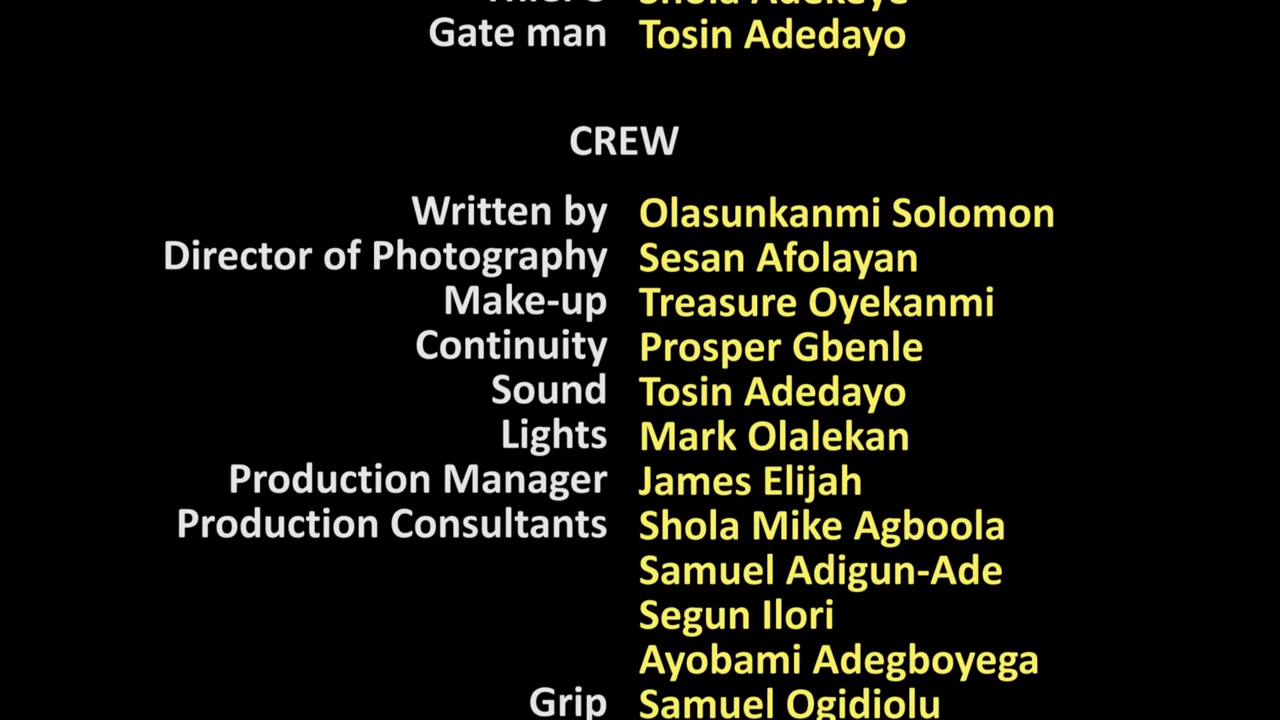 Shola Adekeye
Gate man Tosin Adedayo
CREW
Written by Olasunkanmi Solomon
Director of Photography Sesan Afolayan
Make-up Treasure Oyekanmi
Continuity Prosper Gbenle
Sound Tosin Adedayo
Lights Mark Olalekan
Production Manager James Elijah
Production Consultants Shola Mike Agboola
Samuel Adigun-Ade
Segun Ilori
Ayobami Adegboyega
Grip Samuel Ogidiolu